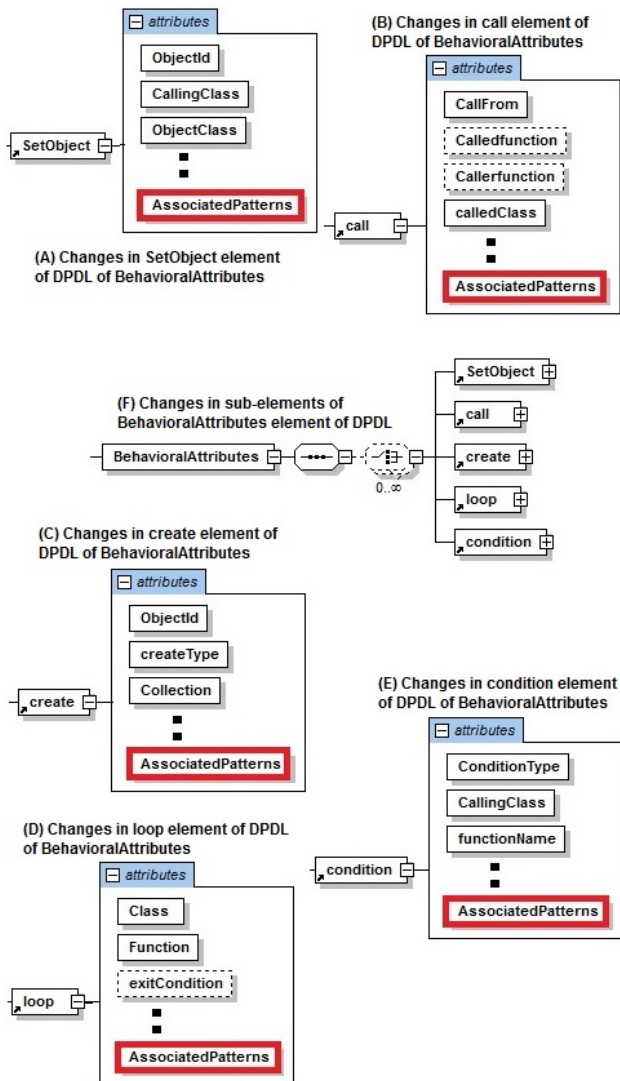 attributes
ObjectId
CallingClass
ObjectClass
SetObject
AssociatedPatterns
(A) Changes in SetObject element
of DPDL of BehavioralAttributes
(B) Changes in call element of
DPDL of BehavioralAttributes
attributes
CallFrom
Calledfunction
Callerfunction
calledClass
call
AssociatedPatterns
(F) Changes in sub-elements of
BehavioralAttributes element of DPDL
BehavioralAttributes
0..∞
SetObject
call
create
loop
condition
(C) Changes in create element of
DPDL of BehavioralAttributes
attributes
ObjectId
createType
Collection
create
AssociatedPatterns
(E) Changes in condition element
of DPDL of BehavioralAttributes
attributes
ConditionType
CallingClass
functionName
condition
AssociatedPatterns
(D) Changes in loop element of DPDL
of BehavioralAttributes
attributes
Class
Function
exitCondition
loop
AssociatedPatterns